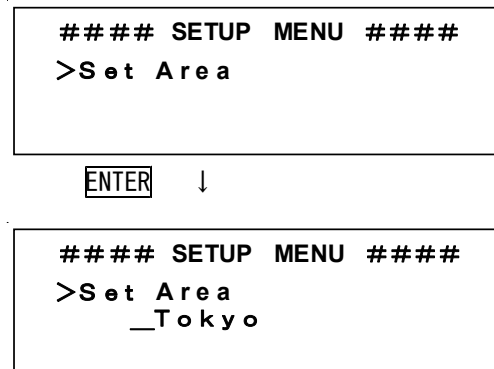 #### SETUP MENU ####
>Set Area
ENTER ↓
#### SETUP MENU ####
>Set Area
_Tokyo